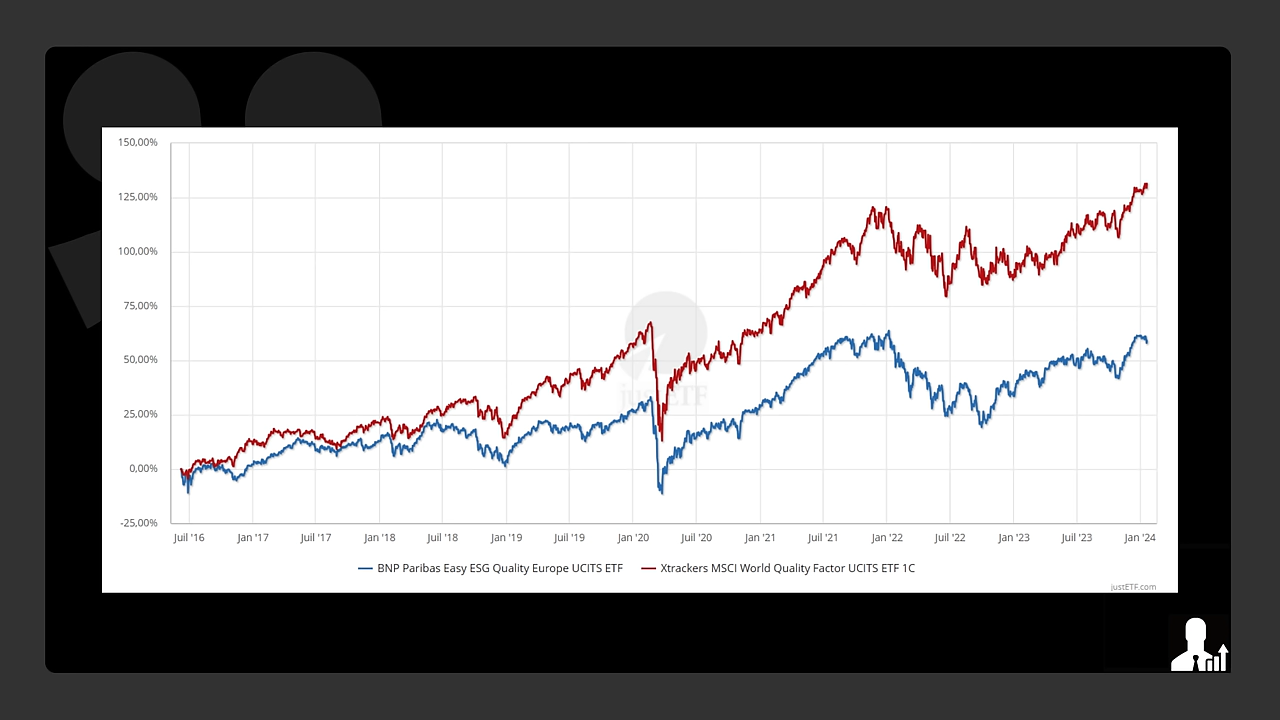 150.00%
125.00%
100.00%
75.00%
50.00%
25.00%
0.00%
-25.00%
justETF
Juil '16 Jan '17 Juil '17 Jan '18 Juil '18 Jan '19 Juil '19 Jan '20 Juil '20 Jan '21 Juil '21 Jan '22 Juil '22 Jan '23 Juil '23 Jan '24
BNP Paribas Easy ESG Quality Europe UCITS ETF Xtrackers MSCI World Quality Factor UCITS ETF 1C
justETF.com